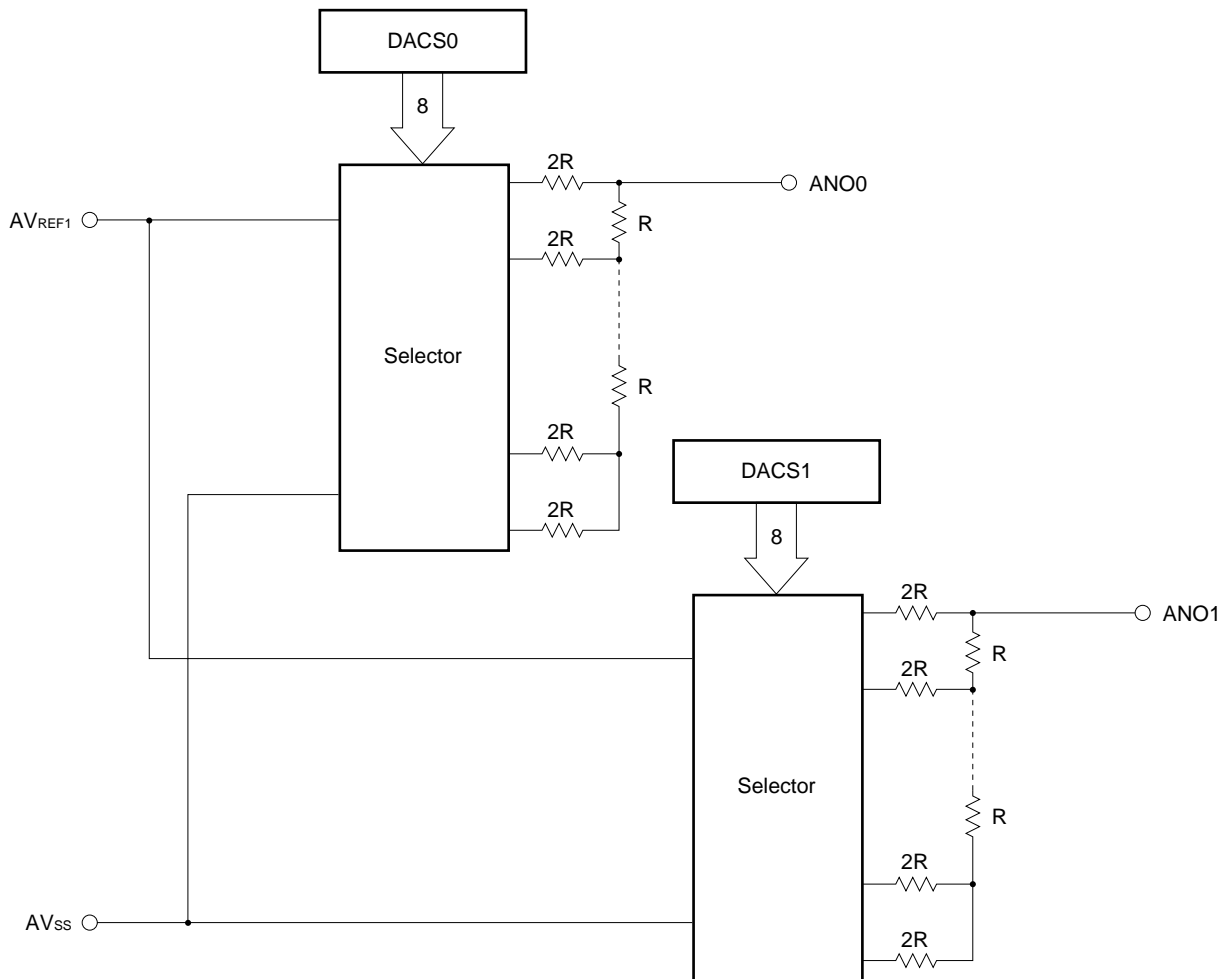 DACS0
8
2R
ANO0
AVREF1
R
2R
Selector
R
2R
DACS1
2R
8
2R
ANO1
R
2R
Selector
R
2R
AVSS
2R